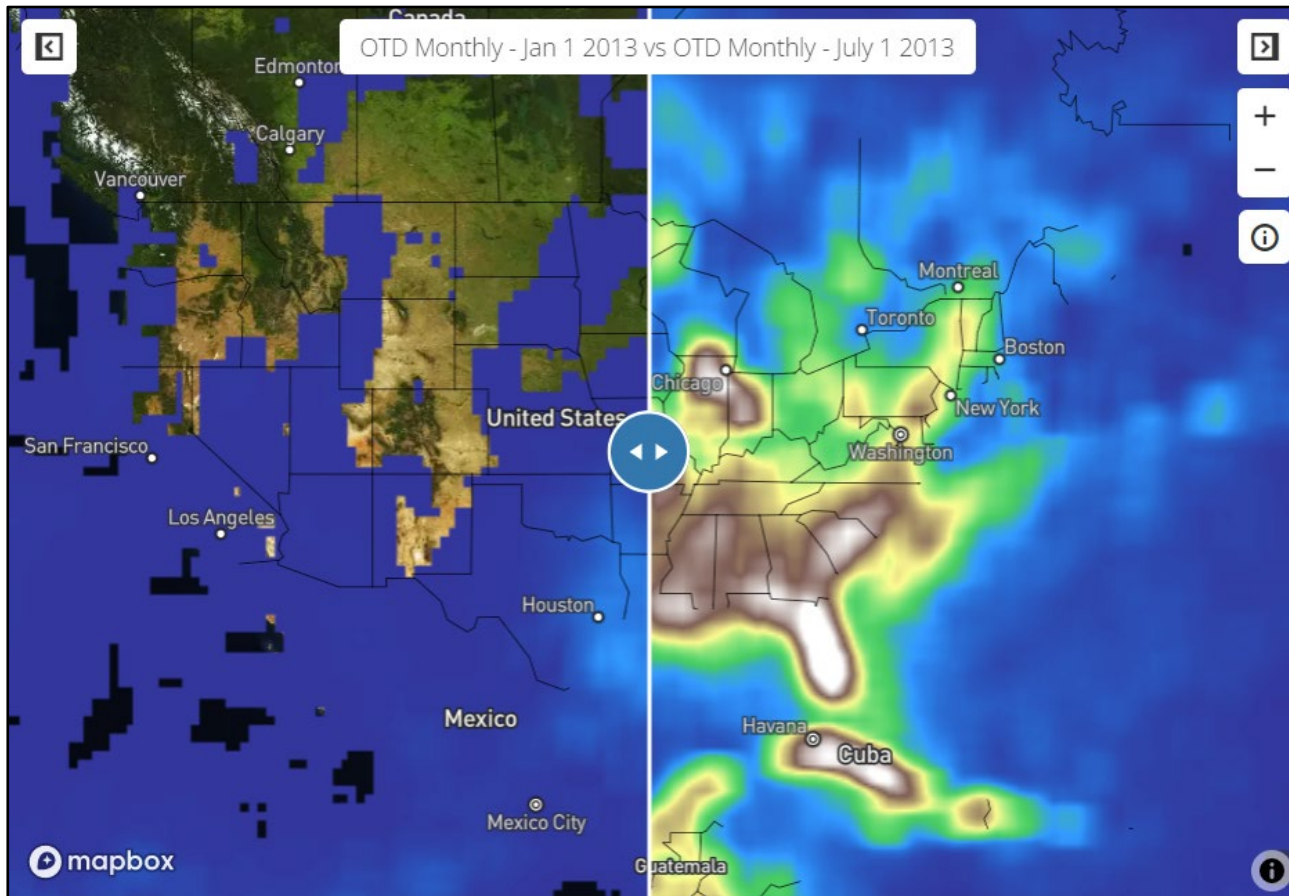 Canada
OTD Monthly - Jan 1 2013 vs OTD Monthly - July 1 2013
Edmonton
Calgary
Vancouver
Montreal
Toronto
Boston
Chicago
New York
United States
Washington
San Francisco
Los Angeles
Houston
Mexico
Havana
Cuba
Mexico City
Guatemala
mapbox